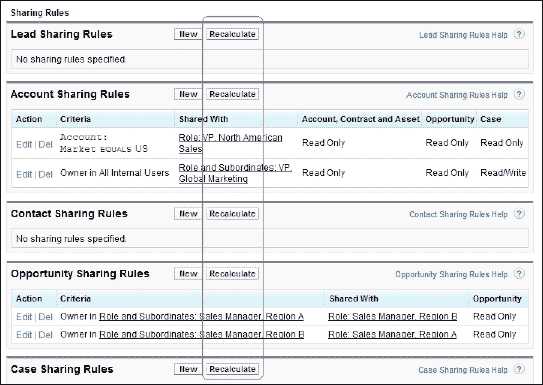 Sharing Rules
Lead Sharing Rules New Recalculate Lead Sharing Rules Help ?
No sharing rules specified.
Account Sharing Rules New Recalculate Account Sharing Rules Help ?
Action Criteria Shared With Account, Contract and Asset Opportunity Case
Edit | Del Account: Market EQUALS US Role: VP, North American Sales Read Only Read Only Read Only
Edit | Del Owner in All Internal Users Role and Subordinates: VP, Global Marketing Read Only Read Only Read/Write
Contact Sharing Rules New Recalculate Contact Sharing Rules Help ?
No sharing rules specified.
Opportunity Sharing Rules New Recalculate Opportunity Sharing Rules Help ?
Action Criteria Shared With Opportunity
Edit | Del Owner in Role and Subordinates: Sales Manager, Region A Role: Sales Manager, Region B Read Only
Edit | Del Owner in Role and Subordinates: Sales Manager, Region B Role: Sales Manager, Region A Read Only
Case Sharing Rules New Recalculate Case Sharing Rules Help ?